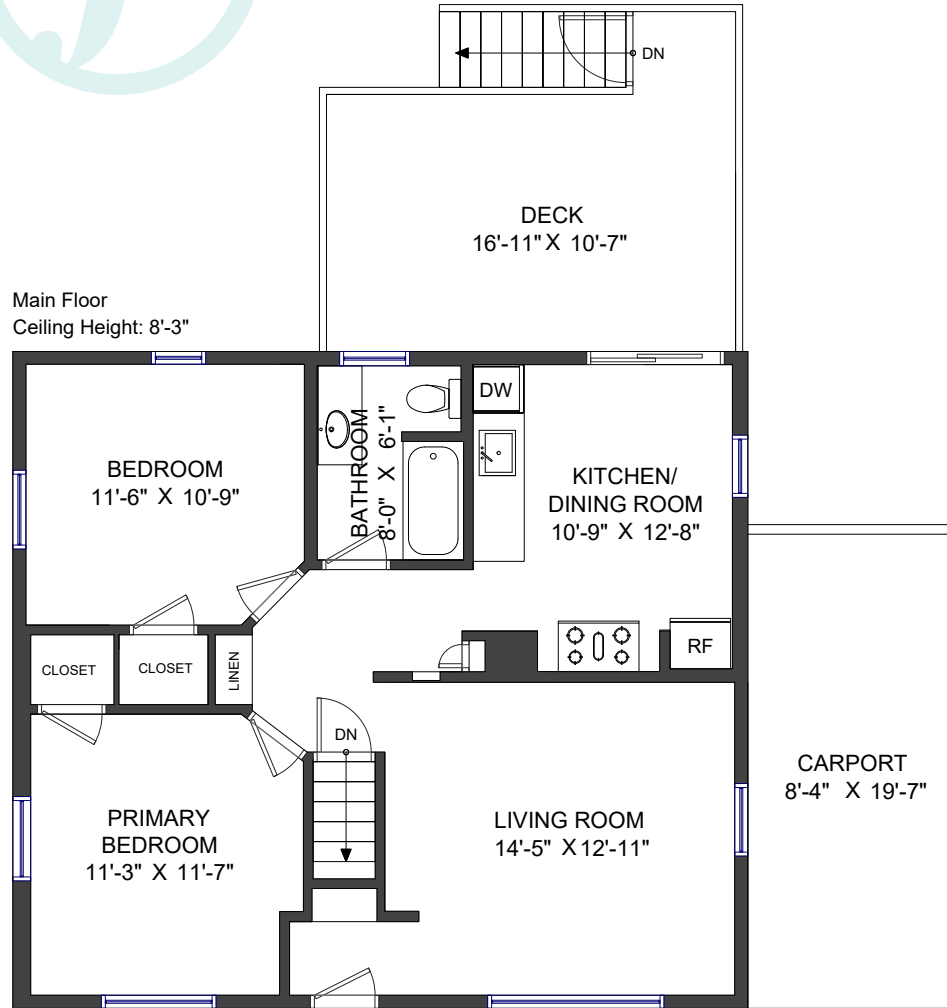 DN
DECK
16'-11" X 10'-7"
Main Floor
Ceiling Height: 8'-3"
DW
BEDROOM
11'-6" X 10'-9"
BATHROOM
8'-0" X 6'-1"
KITCHEN/
DINING ROOM
10'-9" X 12'-8"
CLOSET
CLOSET
LINEN
RF
DN
PRIMARY
BEDROOM
11'-3" X 11'-7"
LIVING ROOM
14'-5" X 12'-11"
CARPORT
8'-4" X 19'-7"